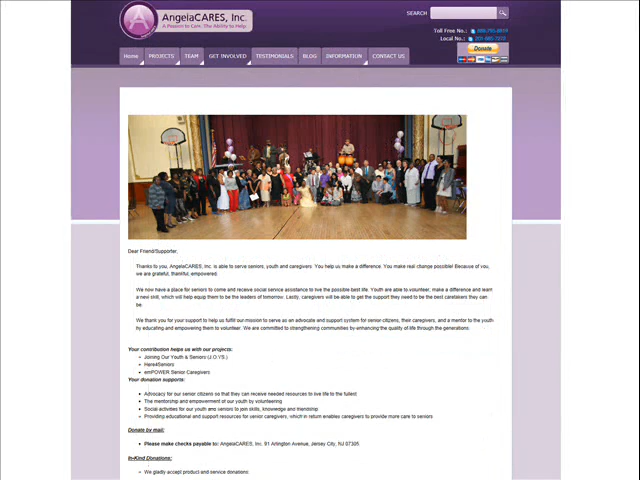 AngelaCARES, Inc.
A Passion to Care. The Ability to Help.
SEARCH
Toll Free No.:
Local No.:
Donate
Home PROJECTS TEAM GET INVOLVED TESTIMONIALS BLOG INFORMATION CONTACT US
Dear Friend/Supporter,
Thanks to you, AngelaCARES, Inc. is able to serve seniors, youth and caregivers. You help us make a difference. You make real change possible! Because of you,
we are grateful, thankful, empowered.
We now have a place for seniors to come and receive social service assistance to live the possible best life. Youth are able to volunteer, make a difference and learn
a new skill, which will help equip them to be the leaders of tomorrow. Lastly, caregivers will be able to get the support they need to be the best caretakers they can
be.
We thank you for your support to help us fulfill our mission to serve as an advocate and support system for senior citizens, their caregivers, and a mentor to the youth
by educating and empowering them to volunteer. We are committed to strengthening communities by enhancing the quality of life through the generations.
Your contribution helps us with our projects:
Joining Our Youth & Seniors (J.O.Y.S.)
Here4Seniors
emPOWER Senior Caregivers
Your donation supports:
Advocacy for our senior citizens so that they can receive needed resources to live life to the fullest
The mentorship and empowerment of our youth by volunteering
Social activities for our youth and seniors to join skills, knowledge and friendship
Providing educational and support resources for senior caregivers, which in return enables caregivers to provide more care to seniors
Donate by mail:
Please make checks payable to: AngelaCARES, Inc. 91 Arlington Avenue, Jersey City, NJ 07305.
In-Kind Donations:
We gladly accept product and service donations: